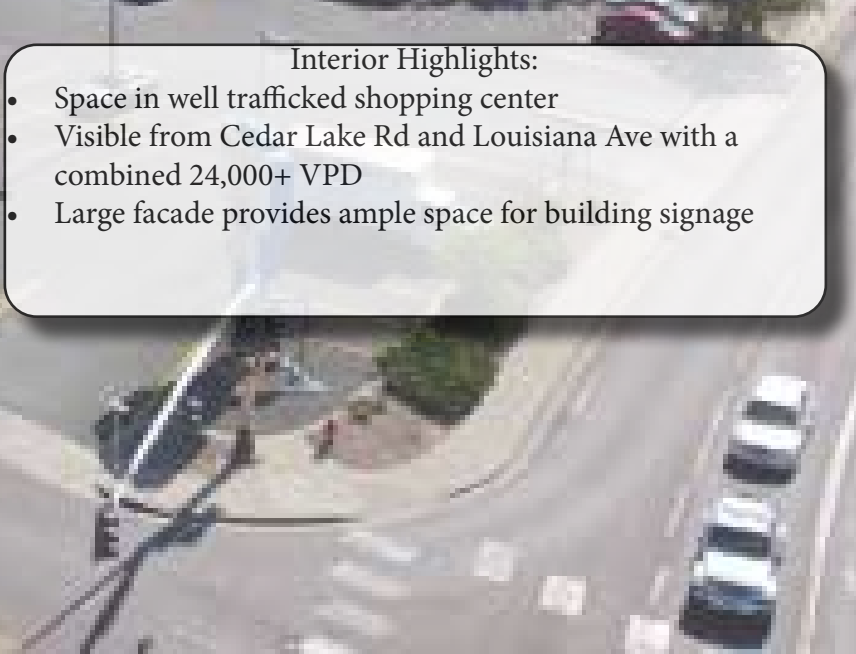 Interior Highlights:
• Space in well trafficked shopping center
• Visible from Cedar Lake Rd and Louisiana Ave with a
combined 24,000+ VPD
• Large facade provides ample space for building signage